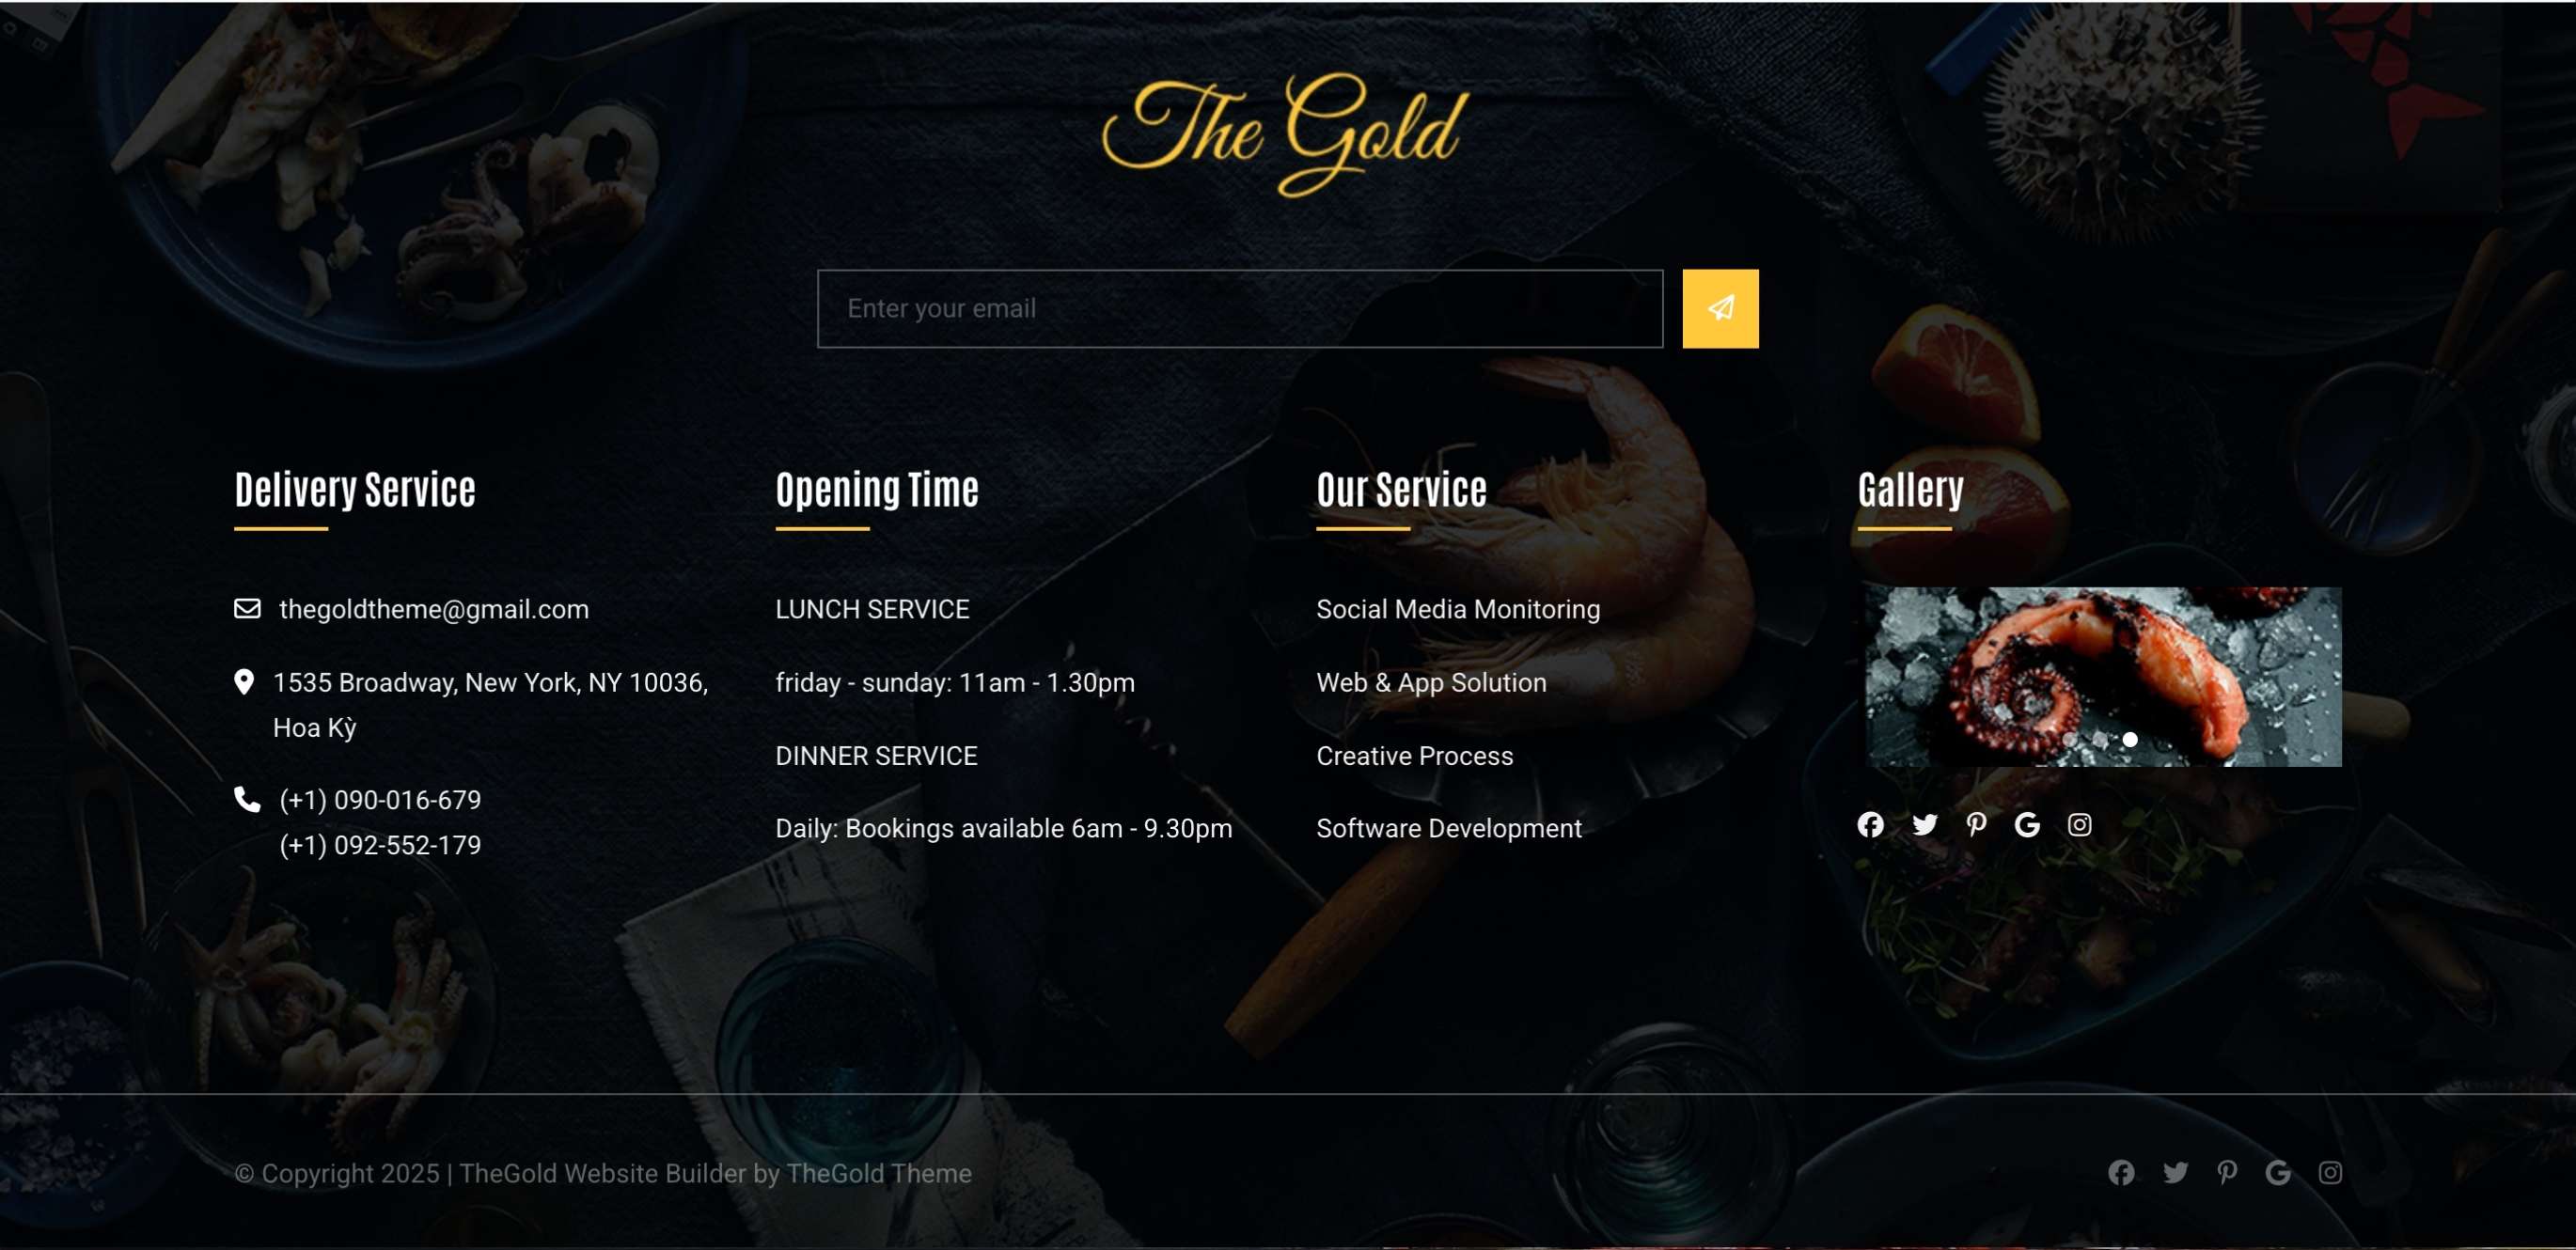 The Gold
Enter your email
Delivery Service
thegoldtheme@gmail.com
1535 Broadway, New York, NY 10036,
Hoa Kỳ
(+1) 090-016-679
(+1) 092-552-179
Opening Time
LUNCH SERVICE
friday - sunday: 11am - 1.30pm
DINNER SERVICE
Daily: Bookings available 6am - 9.30pm
Our Service
Social Media Monitoring
Web & App Solution
Creative Process
Software Development
Gallery
© Copyright 2025 | TheGold Website Builder by TheGold Theme